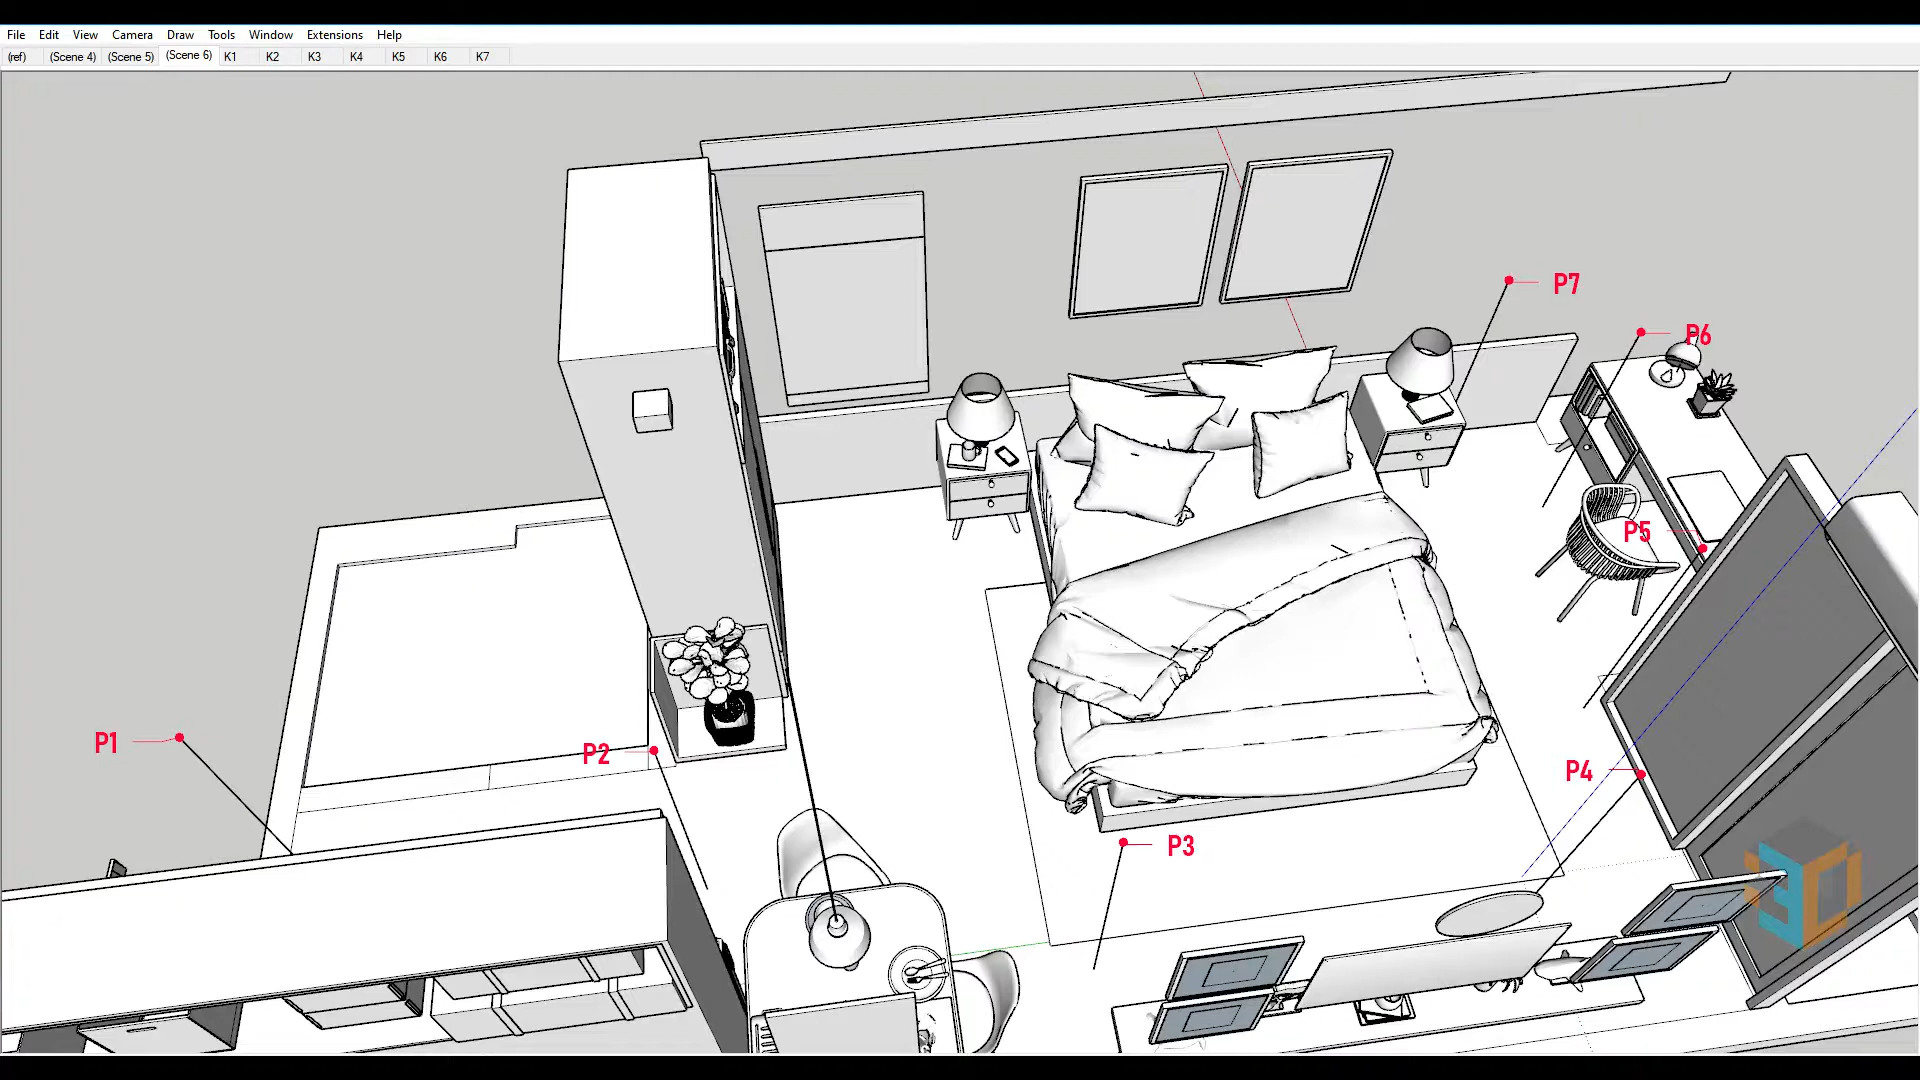 File Edit View Camera Draw Tools Window Extensions Help
(ref) (Scene 4) (Scene 5) (Scene 6) K1 K2 K3 K4 K5 K6 K7
P7
P6
P5
P1
P2
P4
P3
3D